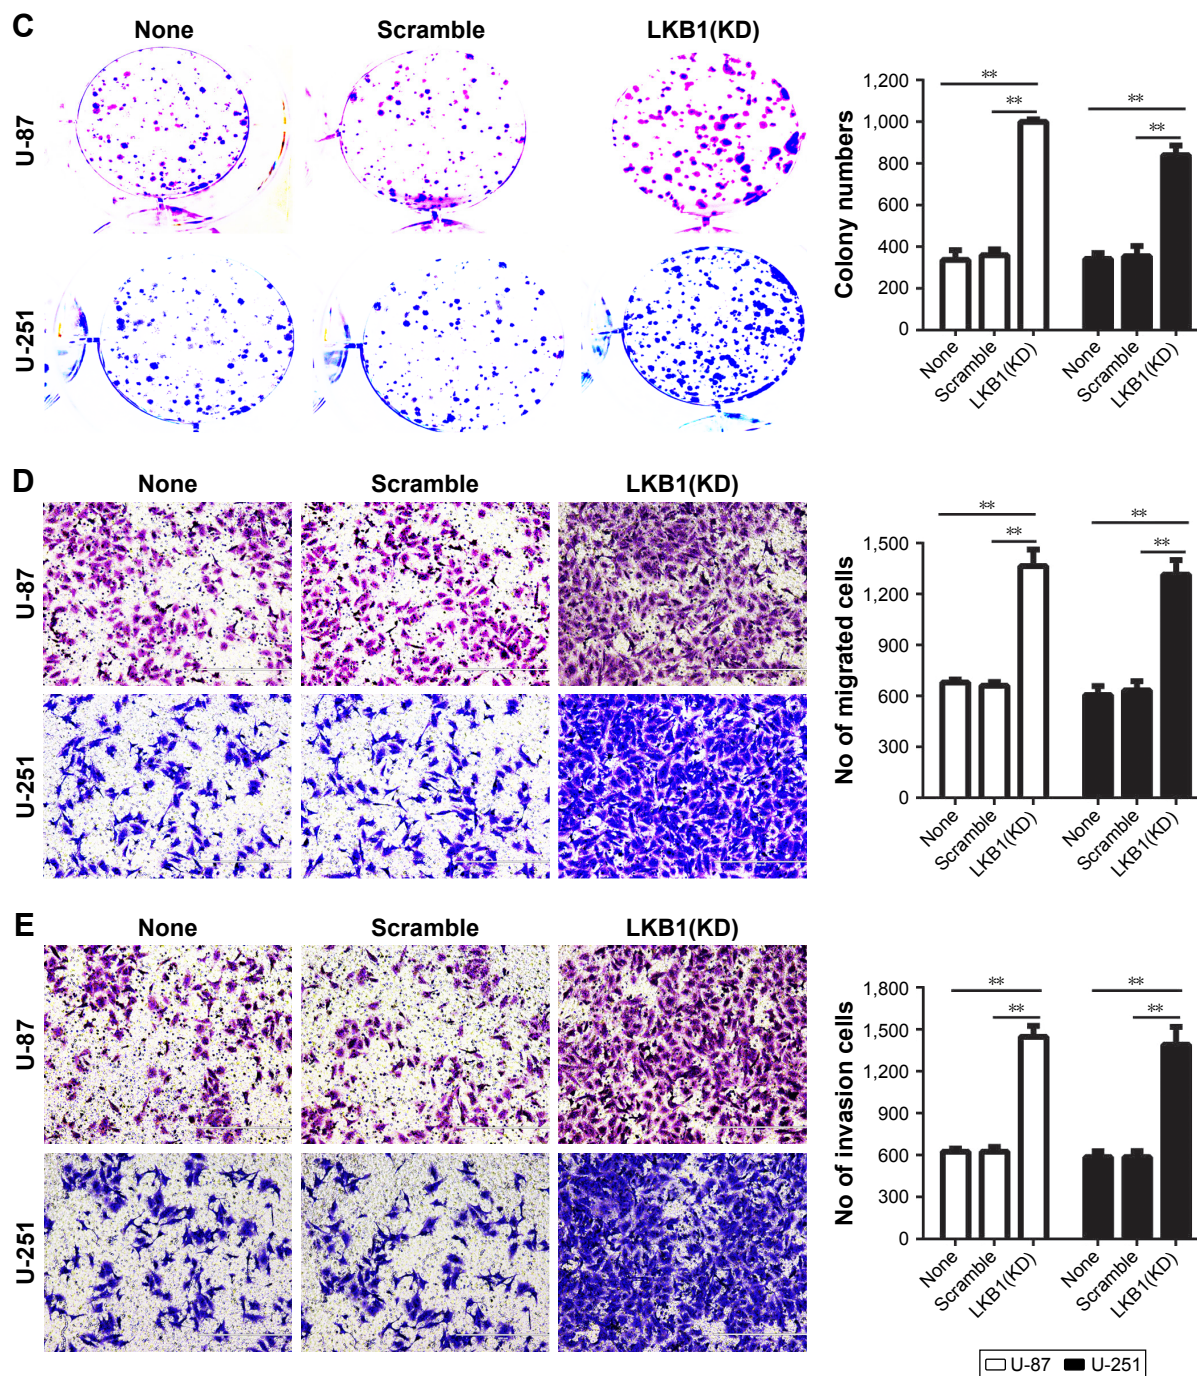 C
None Scramble LKB1(KD)
U-87
U-251
Colony numbers
1,200
1,000
800
600
400
200
0
** ** ** **
None Scramble LKB1(KD) None Scramble LKB1(KD)
D
None Scramble LKB1(KD)
U-87
U-251
No of migrated cells
1,500
1,200
900
600
300
0
** ** ** **
None Scramble LKB1(KD) None Scramble LKB1(KD)
E
None Scramble LKB1(KD)
U-87
U-251
No of invasion cells
1,800
1,500
1,200
900
600
300
0
** ** ** **
None Scramble LKB1(KD) None Scramble LKB1(KD)
U-87 U-251